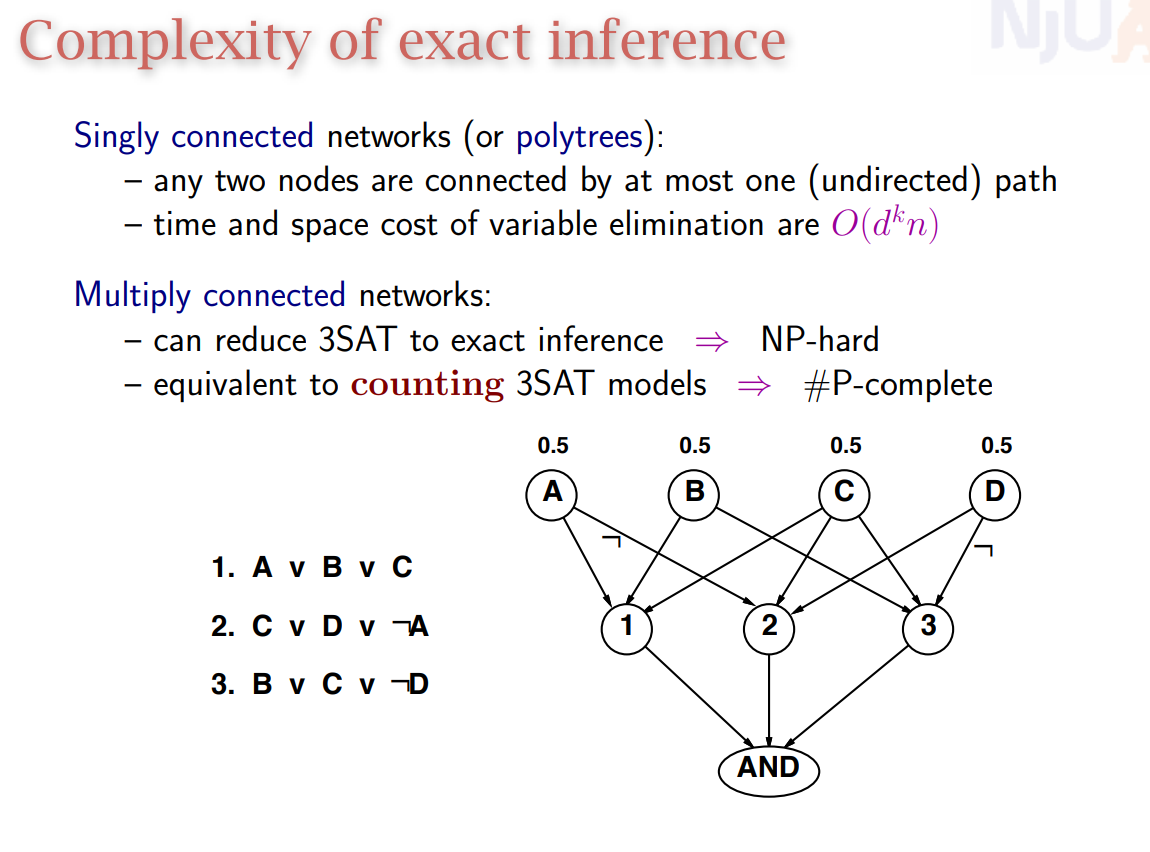 Complexity of exact inference
NJUA
Singly connected networks (or polytrees):
– any two nodes are connected by at most one (undirected) path
– time and space cost of variable elimination are O(dᵏn)
Multiply connected networks:
– can reduce 3SAT to exact inference ⇒ NP-hard
– equivalent to counting 3SAT models ⇒ #P-complete
0.5 0.5 0.5 0.5
A B C D
¬ ¬
1. A v B v C
2. C v D v ¬A
3. B v C v ¬D
1 2 3
AND